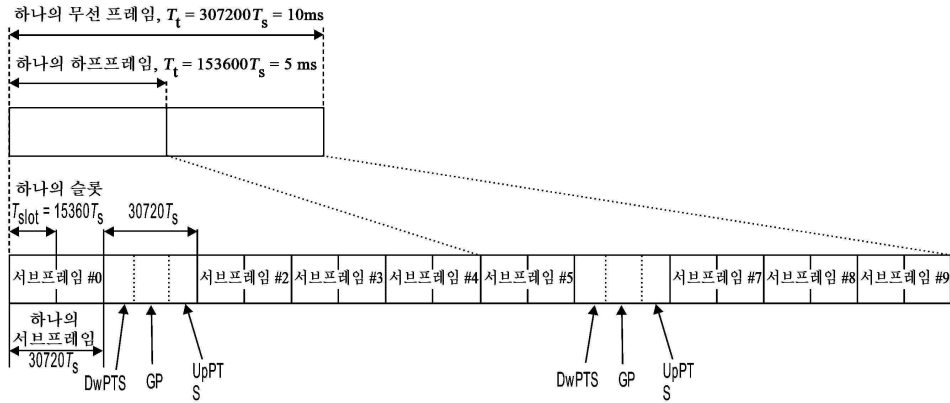 하나의 무선 프레임, Tt = 307200Ts = 10ms
하나의 하프프레임, Tt = 153600Ts = 5 ms
하나의 슬롯
Tslot = 15360Ts
30720Ts
서브프레임 #0
서브프레임 #2
서브프레임 #3
서브프레임 #4
서브프레임 #5
서브프레임 #7
서브프레임 #8
서브프레임 #9
하나의
서브프레임
30720Ts
DwPTS
GP
UpPT
S
DwPTS
GP
UpPT
S